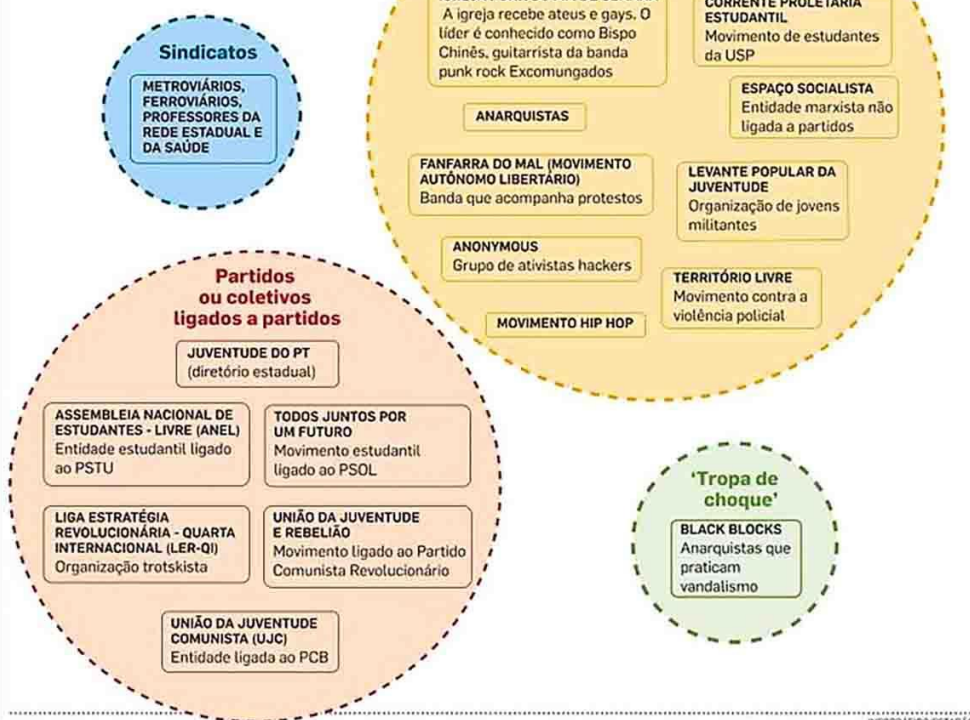 Sindicatos
METROVIÁRIOS,
FERROVIÁRIOS,
PROFESSORES DA
REDE ESTADUAL E
DA SAÚDE
A igreja recebe ateus e gays. O
líder é conhecido como Bispo
Chinês, guitarrista da banda
punk rock Excomungados
ANARQUISTAS
FANFARRA DO MAL (MOVIMENTO
AUTÔNOMO LIBERTÁRIO)
Banda que acompanha protestos
ANONYMOUS
Grupo de ativistas hackers
MOVIMENTO HIP HOP
CORRENTE PROLETÁRIA
ESTUDANTIL
Movimento de estudantes
da USP
ESPAÇO SOCIALISTA
Entidade marxista não
ligada a partidos
LEVANTE POPULAR DA
JUVENTUDE
Organização de jovens
militantes
TERRITÓRIO LIVRE
Movimento contra a
violência policial
Partidos
ou coletivos
ligados a partidos
JUVENTUDE DO PT
(diretório estadual)
ASSEMBLEIA NACIONAL DE
ESTUDANTES - LIVRE (ANEL)
Entidade estudantil ligado
ao PSTU
TODOS JUNTOS POR
UM FUTURO
Movimento estudantil
ligado ao PSOL
LIGA ESTRATÉGIA
REVOLUCIONÁRIA - QUARTA
INTERNACIONAL (LER-QI)
Organização trotskista
UNIÃO DA JUVENTUDE
E REBELIÃO
Movimento ligado ao Partido
Comunista Revolucionário
UNIÃO DA JUVENTUDE
COMUNISTA (UJC)
Entidade ligada ao PCB
'Tropa de
choque'
BLACK BLOCKS
Anarquistas que
praticam
vandalismo